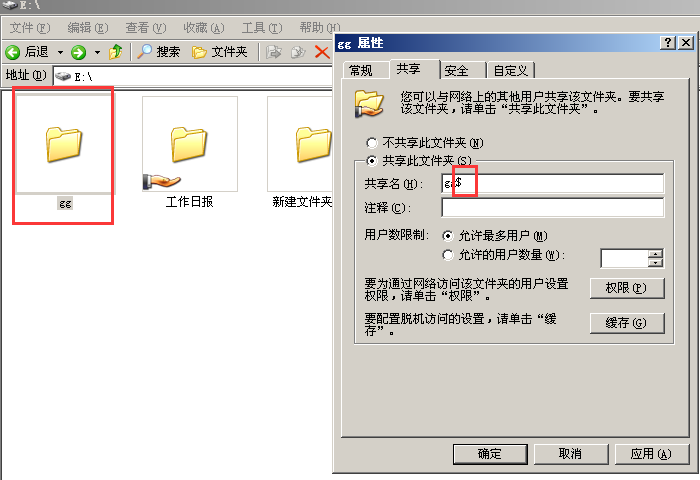 E:\
文件(F) 编辑(E) 查看(V) 收藏(A) 工具(T) 帮助(H)
后退 搜索 文件夹
地址(D) E:\
gg
工作日报
新建文件夹
gg 属性
常规 共享 安全 自定义
您可以与网络上的其他用户共享该文件夹。要共享
该文件夹，请单击“共享此文件夹”。
不共享此文件夹(N)
共享此文件夹(S)
共享名(H): gg$
注释(C):
用户数限制: 允许最多用户(M)
允许的用户数量(W):
要为通过网络访问该文件夹的用户设置
权限，请单击“权限”。
权限(P)
要配置脱机访问的设置，请单击“缓
存”。
缓存(G)
确定 取消 应用(A)